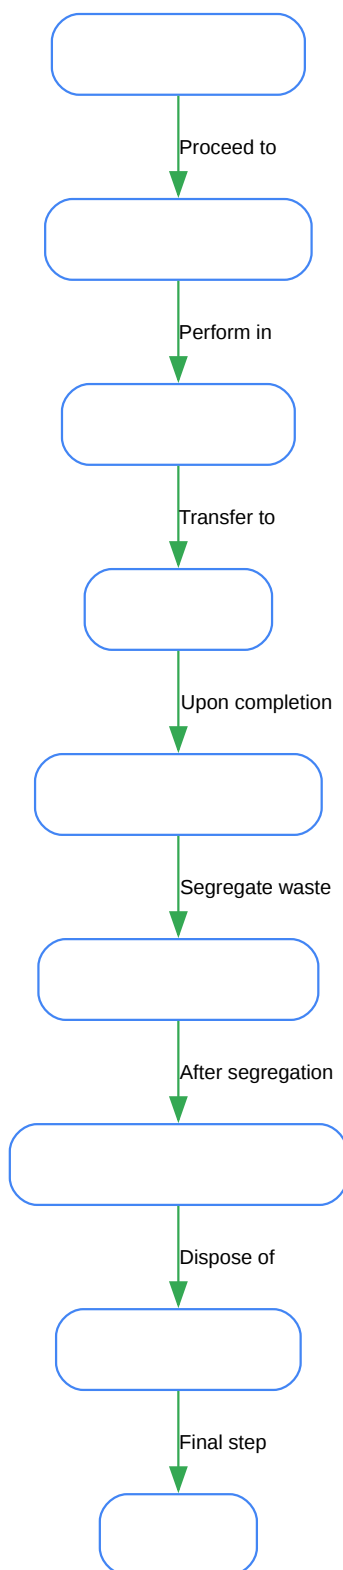 Proceed to
Perform in
Transfer to
Upon completion
Segregate waste
After segregation
Dispose of
Final step